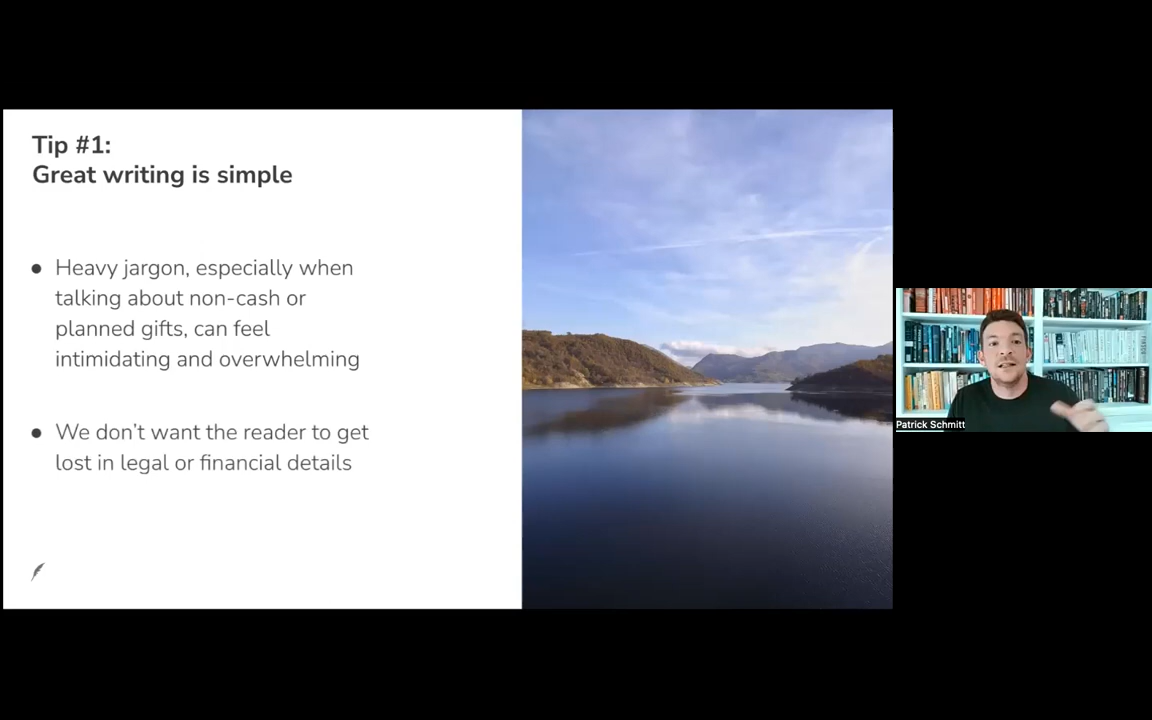 Tip #1:
Great writing is simple
Heavy jargon, especially when
talking about non-cash or
planned gifts, can feel
intimidating and overwhelming
We don’t want the reader to get
lost in legal or financial details
Patrick Schmitt